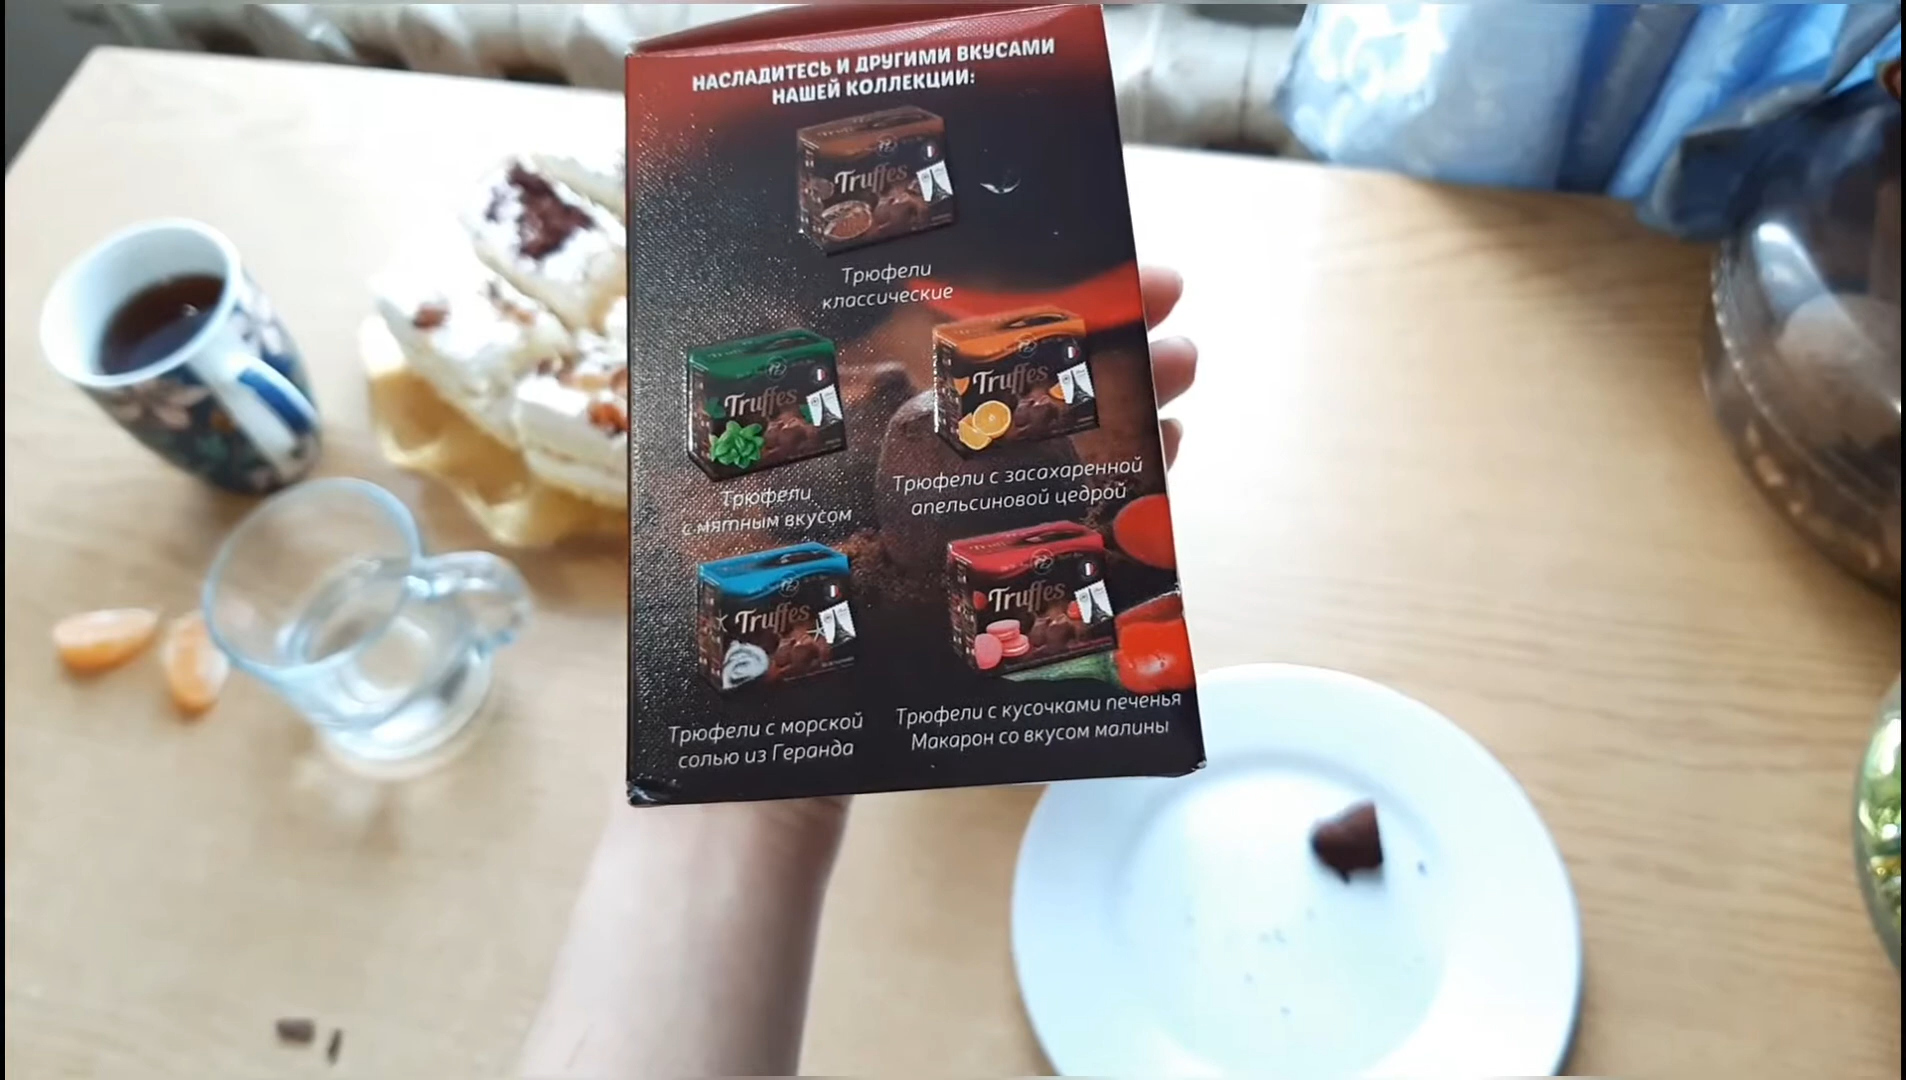 НАСЛАДИТЕСЬ И ДРУГИМИ ВКУСАМИ
НАШЕЙ КОЛЛЕКЦИИ:
Truffes
Трюфели
классические
Truffes
Трюфели
с мятным вкусом
Truffes
Трюфели с засахаренной
апельсиновой цедрой
Truffes
Трюфели с морской
солью из Геранда
Truffes
Трюфели с кусочками печенья
Макарон со вкусом малины